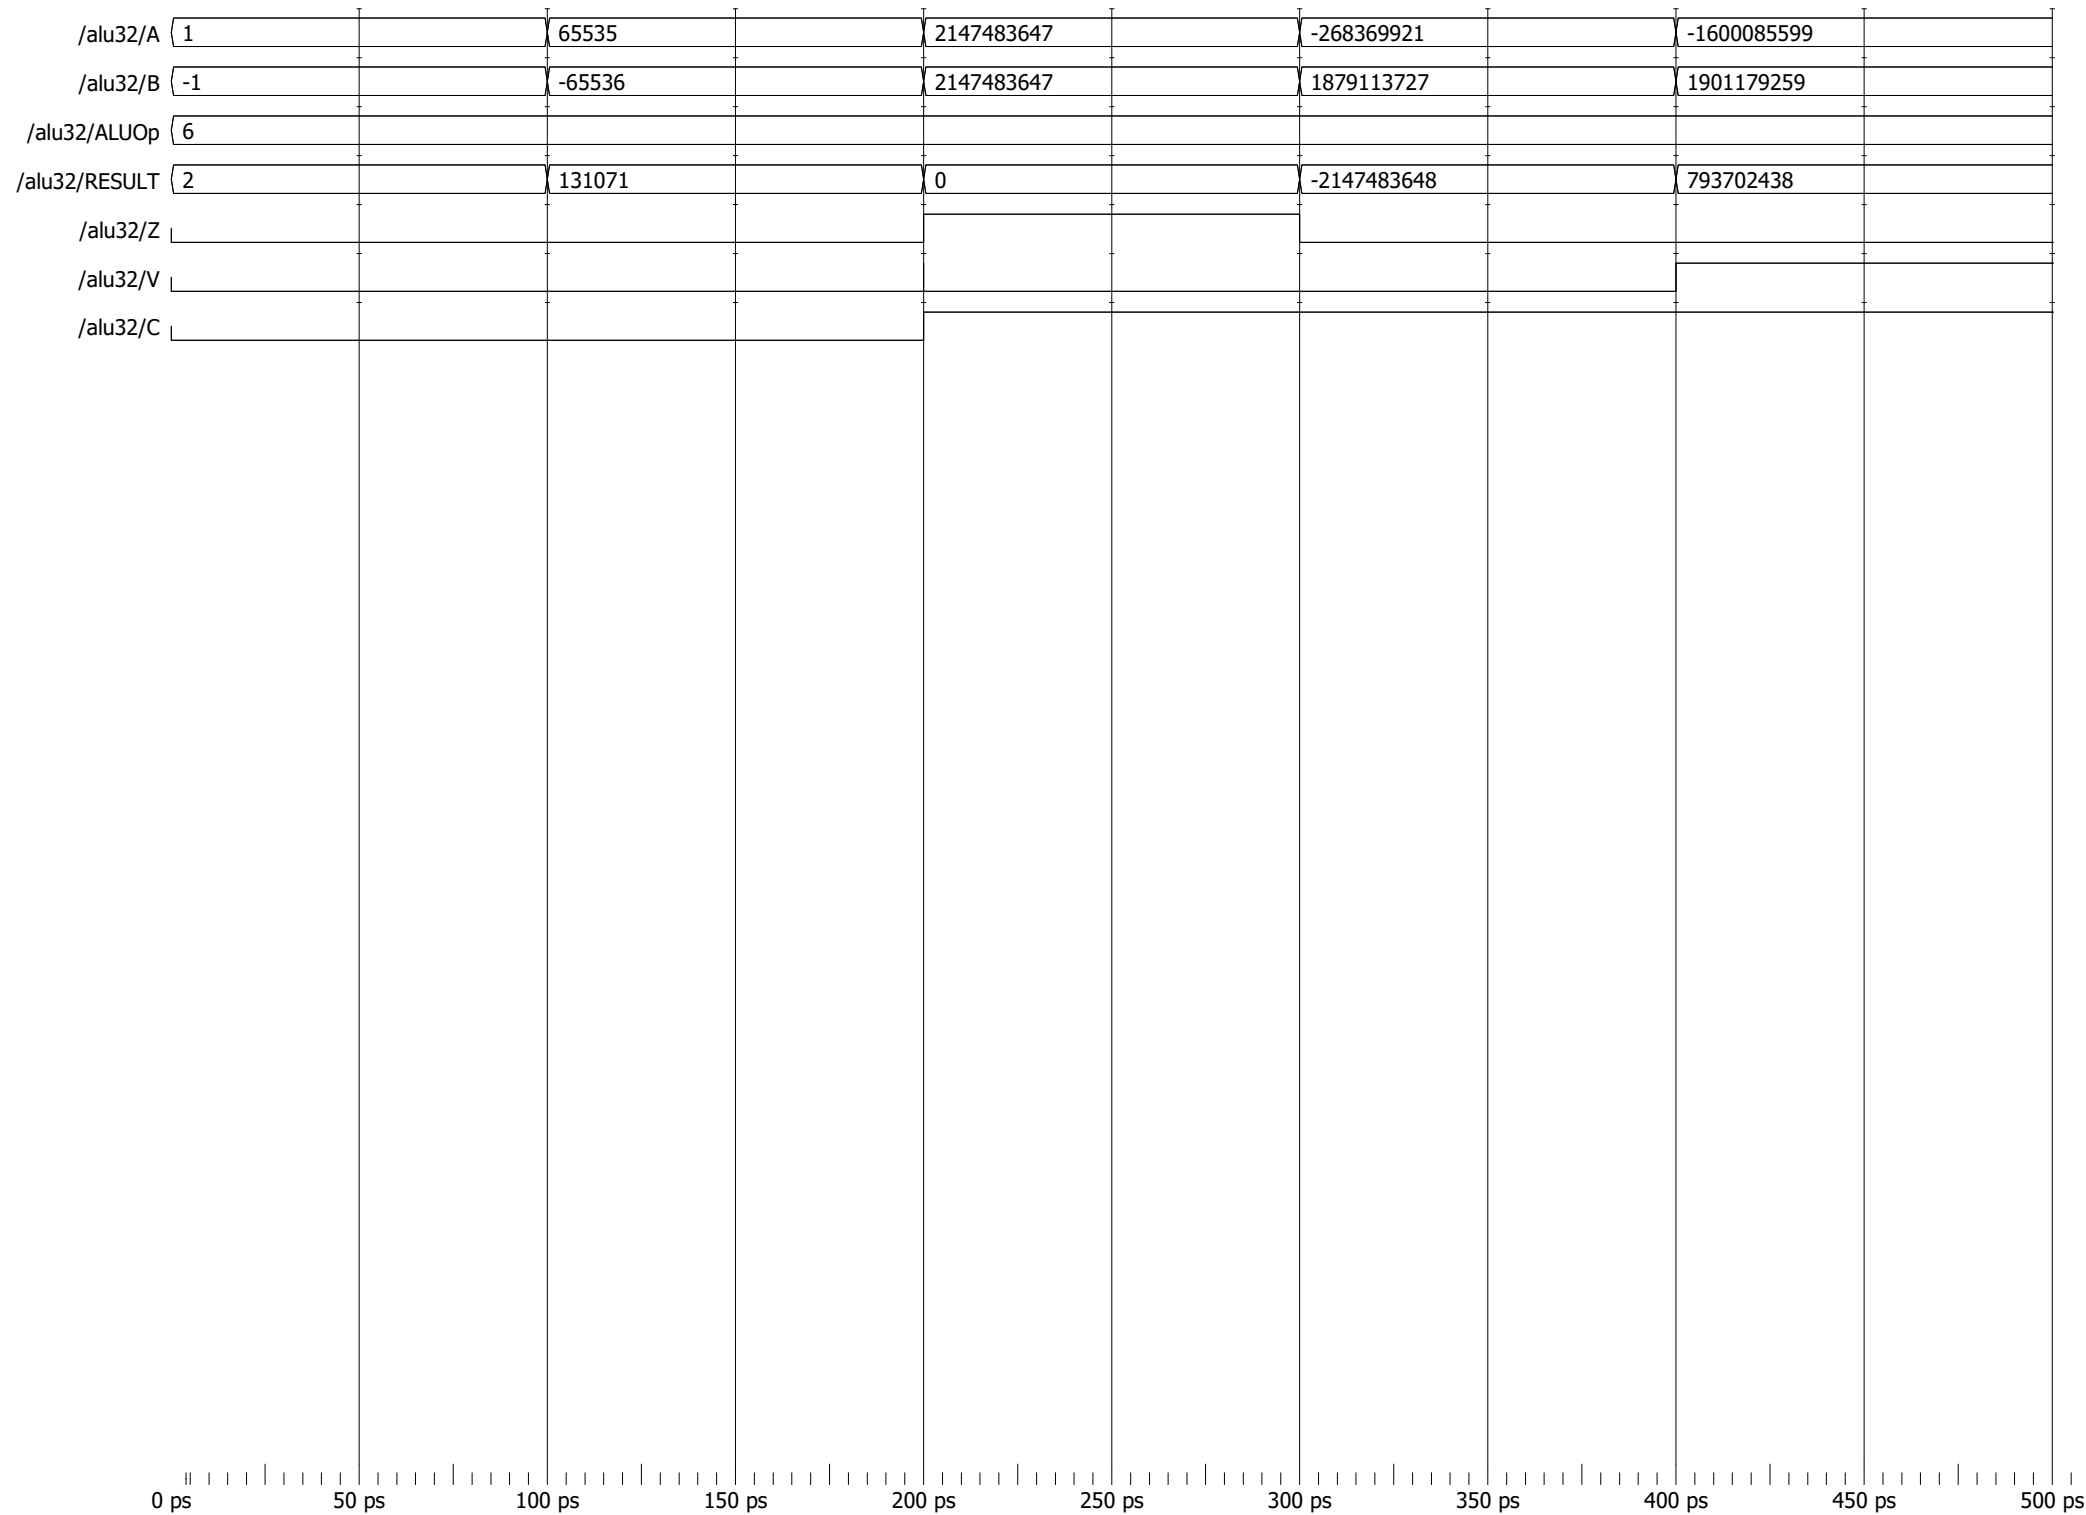 /alu32/A 1 65535 2147483647 -268369921 -1600085599
/alu32/B -1 -65536 2147483647 1879113727 1901179259
/alu32/ALUOp 6
/alu32/RESULT 2 131071 0 -2147483648 793702438
/alu32/Z
/alu32/V
/alu32/C
0 ps 50 ps 100 ps 150 ps 200 ps 250 ps 300 ps 350 ps 400 ps 450 ps 500 ps